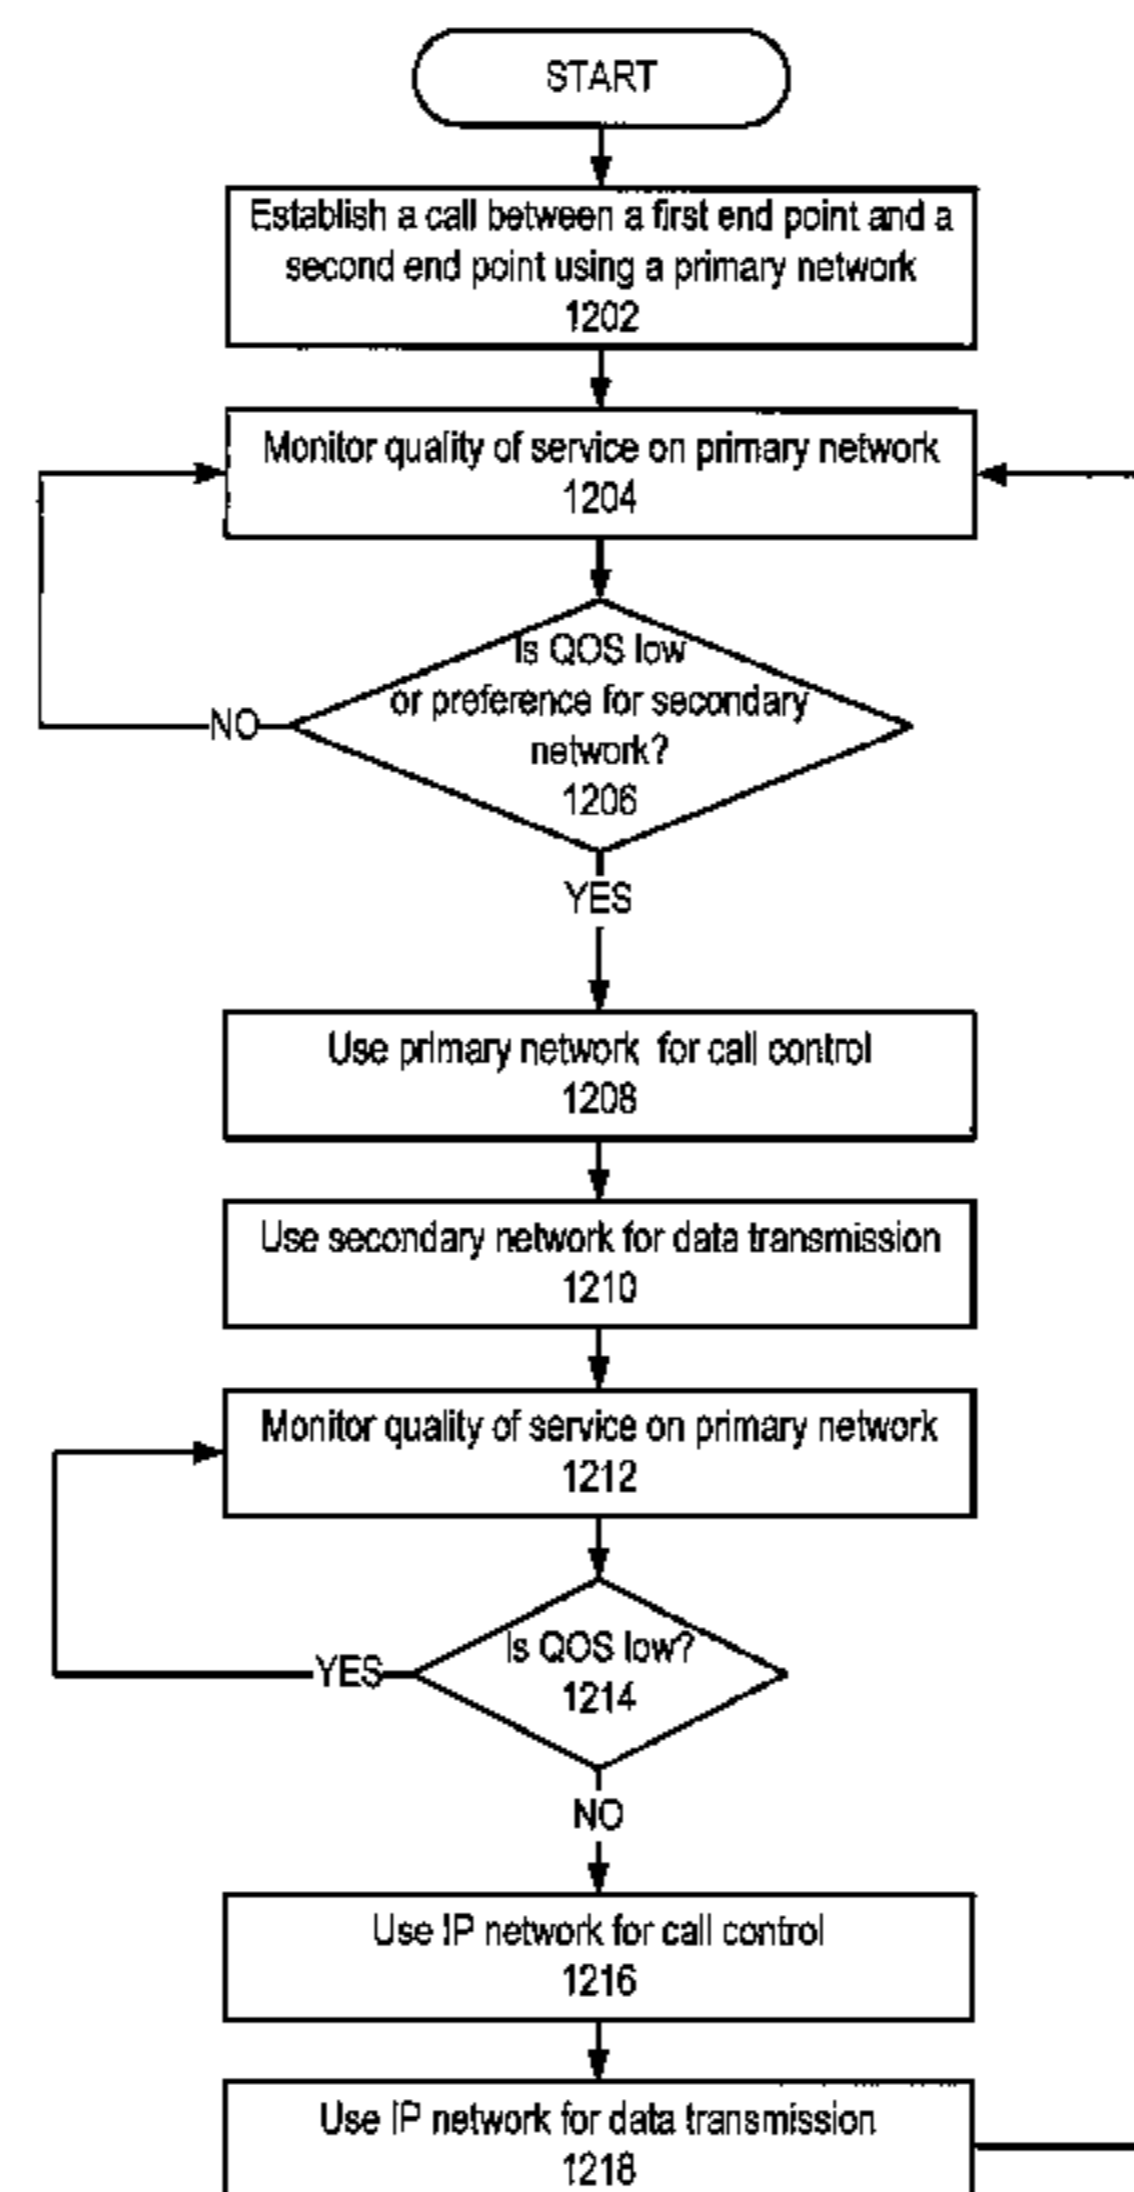 START
Establish a call between a first end point and a
second end point using a primary network
1202
Monitor quality of service on primary network
1204
Is QOS low
or preference for secondary
network?
1206
NO
YES
Use primary network for call control
1208
Use secondary network for data transmission
1210
Monitor quality of service on primary network
1212
Is QOS low?
1214
YES
NO
Use IP network for call control
1216
Use IP network for data transmission
1218